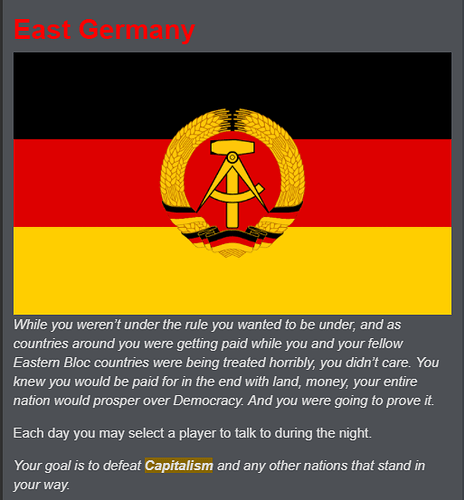 East Germany
While you weren’t under the rule you wanted to be under, and as
countries around you were getting paid while you and your fellow
Eastern Bloc countries were being treated horribly, you didn’t care. You
knew you would be paid for in the end with land, money, your entire
nation would prosper over Democracy. And you were going to prove it.
Each day you may select a player to talk to during the night.
Your goal is to defeat Capitalism and any other nations that stand in
your way.